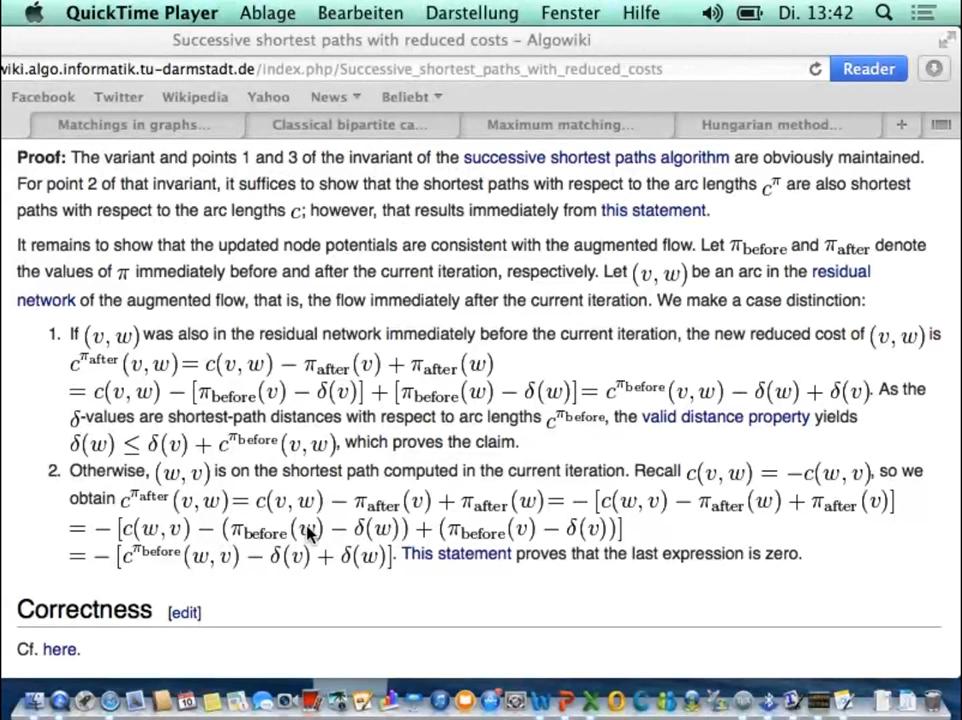 QuickTime Player Ablage Bearbeiten Darstellung Fenster Hilfe Di. 13:42
Successive shortest paths with reduced costs – Algowiki
wiki.algo.informatik.tu-darmstadt.de/index.php/Successive_shortest_paths_with_reduced_costs Reader
Facebook Twitter Wikipedia Yahoo News ▾ Beliebt ▾
Matchings in graphs... Classical bipartite ca... Maximum matching... Hungarian method... +
Proof: The variant and points 1 and 3 of the invariant of the successive shortest paths algorithm are obviously maintained.
For point 2 of that invariant, it suffices to show that the shortest paths with respect to the arc lengths c^π are also shortest
paths with respect to the arc lengths c; however, that results immediately from this statement.
It remains to show that the updated node potentials are consistent with the augmented flow. Let π_before and π_after denote
the values of π immediately before and after the current iteration, respectively. Let (v, w) be an arc in the residual
network of the augmented flow, that is, the flow immediately after the current iteration. We make a case distinction:
1. If (v, w) was also in the residual network immediately before the current iteration, the new reduced cost of (v, w) is
c^π_after(v, w) = c(v, w) − π_after(v) + π_after(w)
= c(v, w) − [π_before(v) − δ(v)] + [π_before(w) − δ(w)] = c^π_before(v, w) − δ(w) + δ(v). As the
δ-values are shortest-path distances with respect to arc lengths c^π_before, the valid distance property yields
δ(w) ≤ δ(v) + c^π_before(v, w), which proves the claim.
2. Otherwise, (w, v) is on the shortest path computed in the current iteration. Recall c(v, w) = −c(w, v), so we
obtain c^π_after(v, w) = c(v, w) − π_after(v) + π_after(w) = − [c(w, v) − π_after(w) + π_after(v)]
= − [c(w, v) − (π_before(w) − δ(w)) + (π_before(v) − δ(v))]
= − [c^π_before(w, v) − δ(v) + δ(w)]. This statement proves that the last expression is zero.
Correctness [edit]
Cf. here.